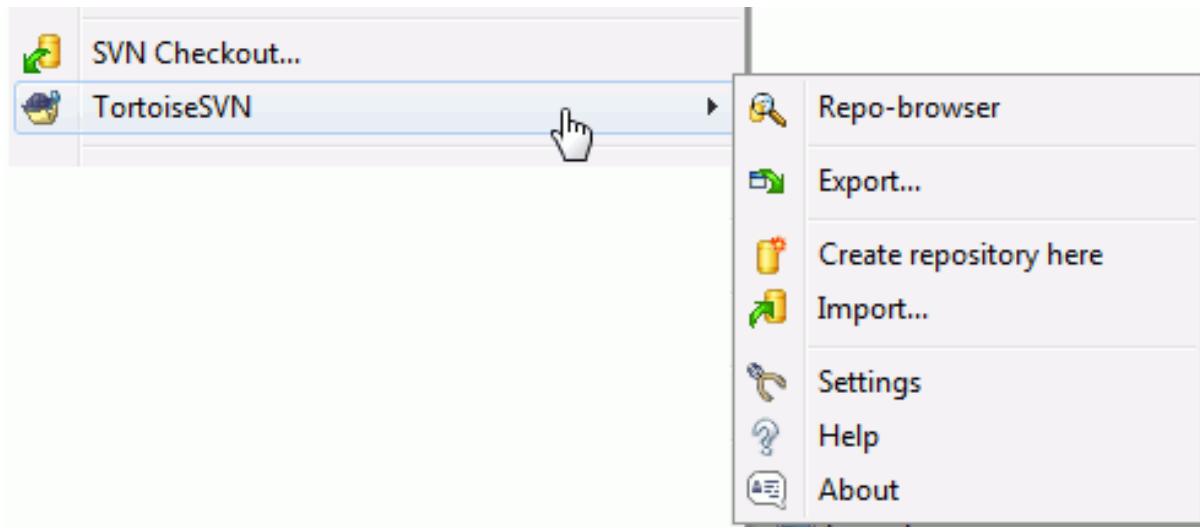 SVN Checkout...
TortoiseSVN
Repo-browser
Export...
Create repository here
Import...
Settings
Help
About